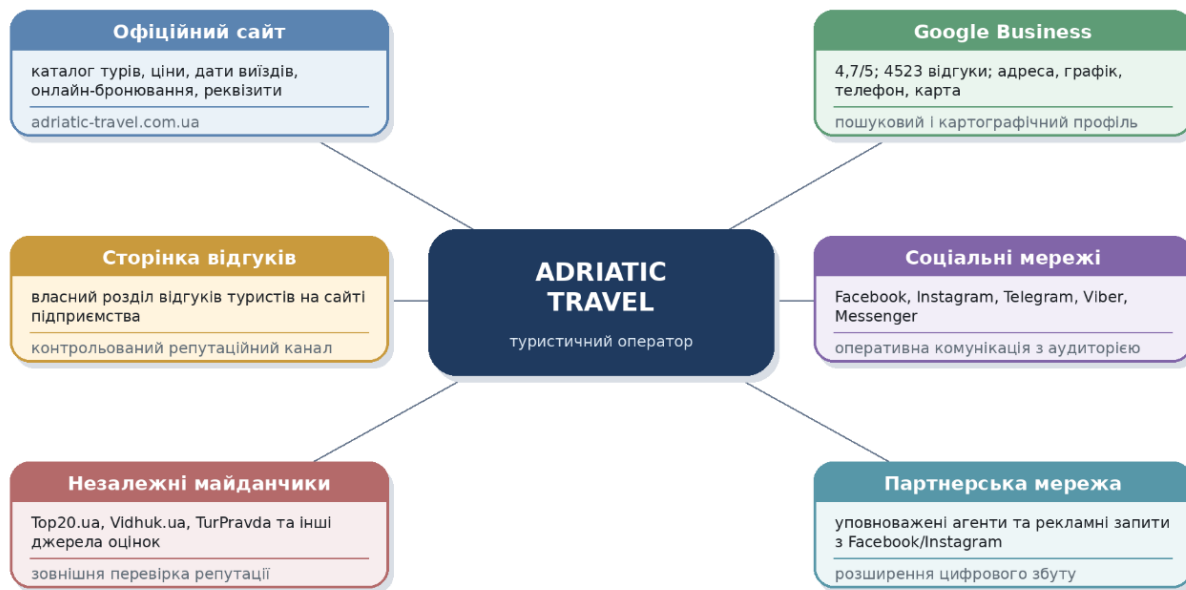 Офіційний сайт
каталог турів, ціни, дати виїздів,
онлайн-бронювання, реквізити
adriatic-travel.com.ua
Google Business
4,7/5; 4523 відгуки; адреса, графік,
телефон, карта
пошуковий і картографічний профіль
Сторінка відгуків
власний розділ відгуків туристів на сайті
підприємства
контрольований репутаційний канал
ADRIATIC
TRAVEL
туристичний оператор
Соціальні мережі
Facebook, Instagram, Telegram, Viber,
Messenger
оперативна комунікація з аудиторією
Незалежні майданчики
Top20.ua, Vidhuk.ua, TurPravda та інші
джерела оцінок
зовнішня перевірка репутації
Партнерська мережа
уповноважені агенти та рекламні запити
з Facebook/Instagram
розширення цифрового збуту